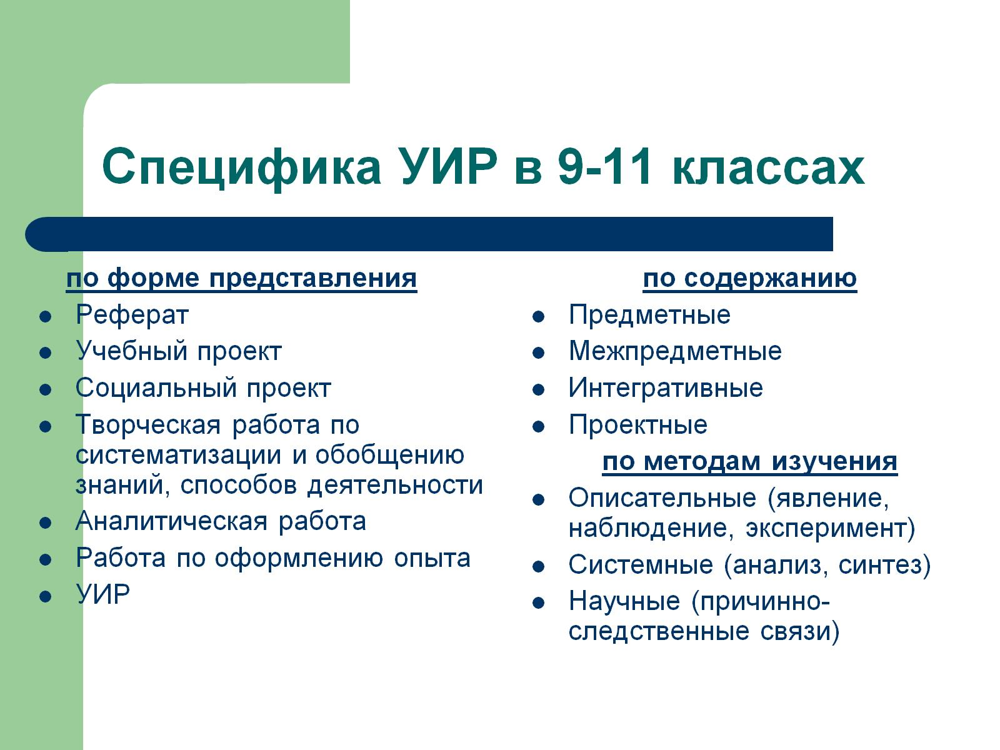 Специфика УИР в 9-11 классах
по форме представления
Реферат
Учебный проект
Социальный проект
Творческая работа по
систематизации и обобщению
знаний, способов деятельности
Аналитическая работа
Работа по оформлению опыта
УИР
по содержанию
Предметные
Межпредметные
Интегративные
Проектные
по методам изучения
Описательные (явление,
наблюдение, эксперимент)
Системные (анализ, синтез)
Научные (причинно-
следственные связи)